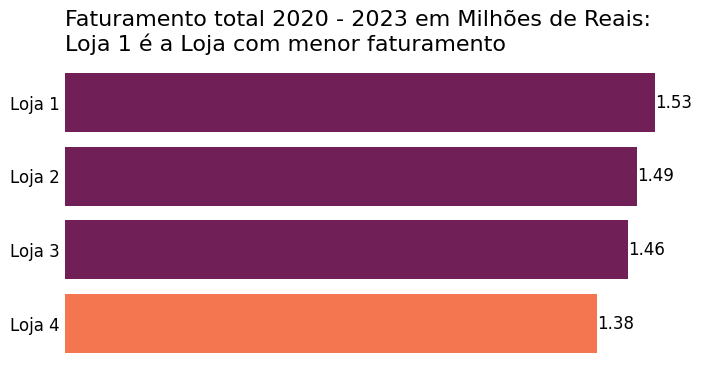 Faturamento total 2020 - 2023 em Milhões de Reais:
Loja 1 é a Loja com menor faturamento
Loja 1 1.53
Loja 2 1.49
Loja 3 1.46
Loja 4 1.38